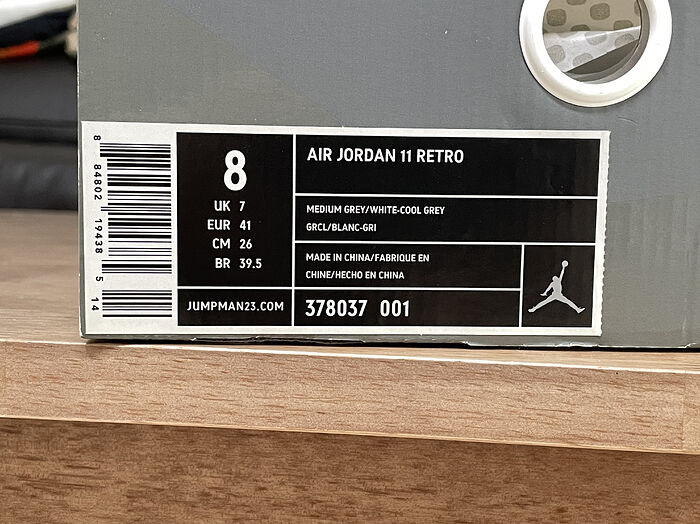 8 84802 19438 5 14
8
UK 7
EUR 41
CM 26
BR 39.5
JUMPMAN23.COM
AIR JORDAN 11 RETRO
MEDIUM GREY/WHITE-COOL GREY
GRCL/BLANC-GRI
MADE IN CHINA/FABRIQUE EN
CHINE/HECHO EN CHINA
378037 001